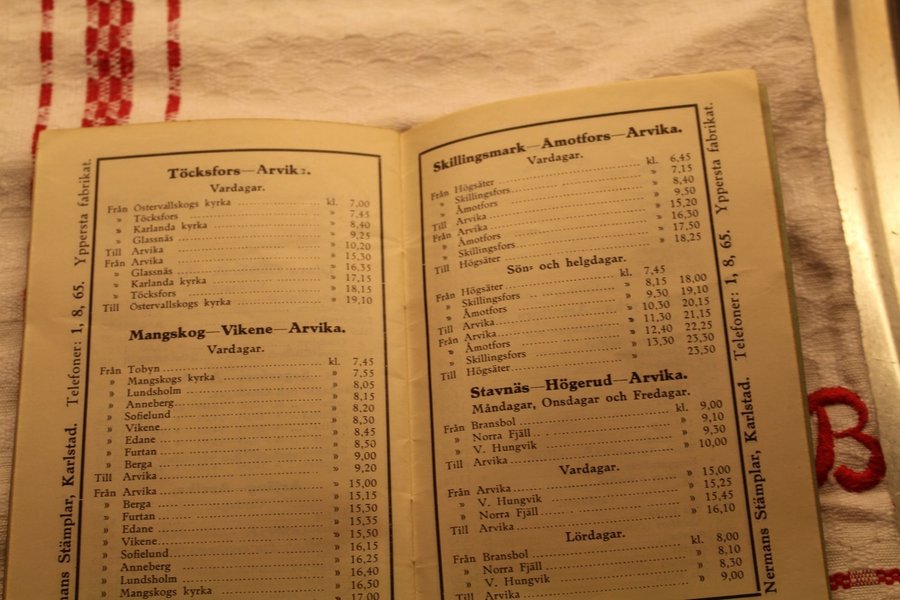 Töcksfors—Arvika.
Vardagar.
Från Östervallskogs kyrka kl. 7,00
» Töcksfors » 7,45
» Karlanda kyrka » 8,40
» Glassnäs » 9,25
Till Arvika » 10,20
Från Arvika » 15,30
» Glassnäs » 16,35
» Karlanda kyrka » 17,15
» Töcksfors » 18,15
Till Östervallskogs kyrka » 19,10
Mangskog—Vikene—Arvika.
Vardagar.
Från Tobyn kl. 7,45
» Mangskogs kyrka » 7,55
» Lundsholm » 8,05
» Anneberg » 8,15
» Sofielund » 8,20
» Vikene » 8,30
» Edane » 8,45
» Furtan » 8,50
» Berga » 9,00
Till Arvika » 9,20
Från Arvika » 15,00
» Berga » 15,15
» Furtan » 15,30
» Edane » 15,35
» Vikene »
» Sofielund » 16,15
» Anneberg » 16,25
» Lundsholm » 16,40
» Mangskogs kyrka » 16,50
» 17,00
mans Stämplar, Karlstad. Telefoner: 1, 8, 65. Yppersta fabrikat.
Skillingsmark—Åmotfors—Arvika.
Vardagar.
Från Högsäter kl. 6,45
» Skillingsfors » 7,15
» Åmotfors » 8,40
Till Arvika » 9,50
Från Arvika » 15,20
» Åmotfors » 16,30
» Skillingsfors » 17,50
Till Högsäter » 18,25
Sön- och helgdagar.
Från Högsäter kl. 7,45
» Skillingsfors » 8,15 18,00
» Åmotfors » 9,30 19,10
Till Arvika » 10,30 20,15
Från Arvika » 11,30 21,15
» Åmotfors » 12,40 22,25
» Skillingsfors » 13,30 23,30
Till Högsäter » 23,50
Stavnäs—Högerud—Arvika.
Måndagar, Onsdagar och Fredagar.
Från Bransbol kl. 9,00
» Norra Fjäll » 9,10
» V. Hungvik » 9,30
Till Arvika » 10,00
Vardagar.
Från Arvika » 15,00
» V. Hungvik » 15,25
» Norra Fjäll » 15,45
Till Arvika » 16,10
Lördagar.
Från Bransbol kl. 8,00
» Norra Fjäll » 8,10
» V. Hungvik » 8,30
Till Arvika » 9,00
Nermans Stämplar, Karlstad. Telefoner: 1, 8, 65. Yppersta fabrikat.
B